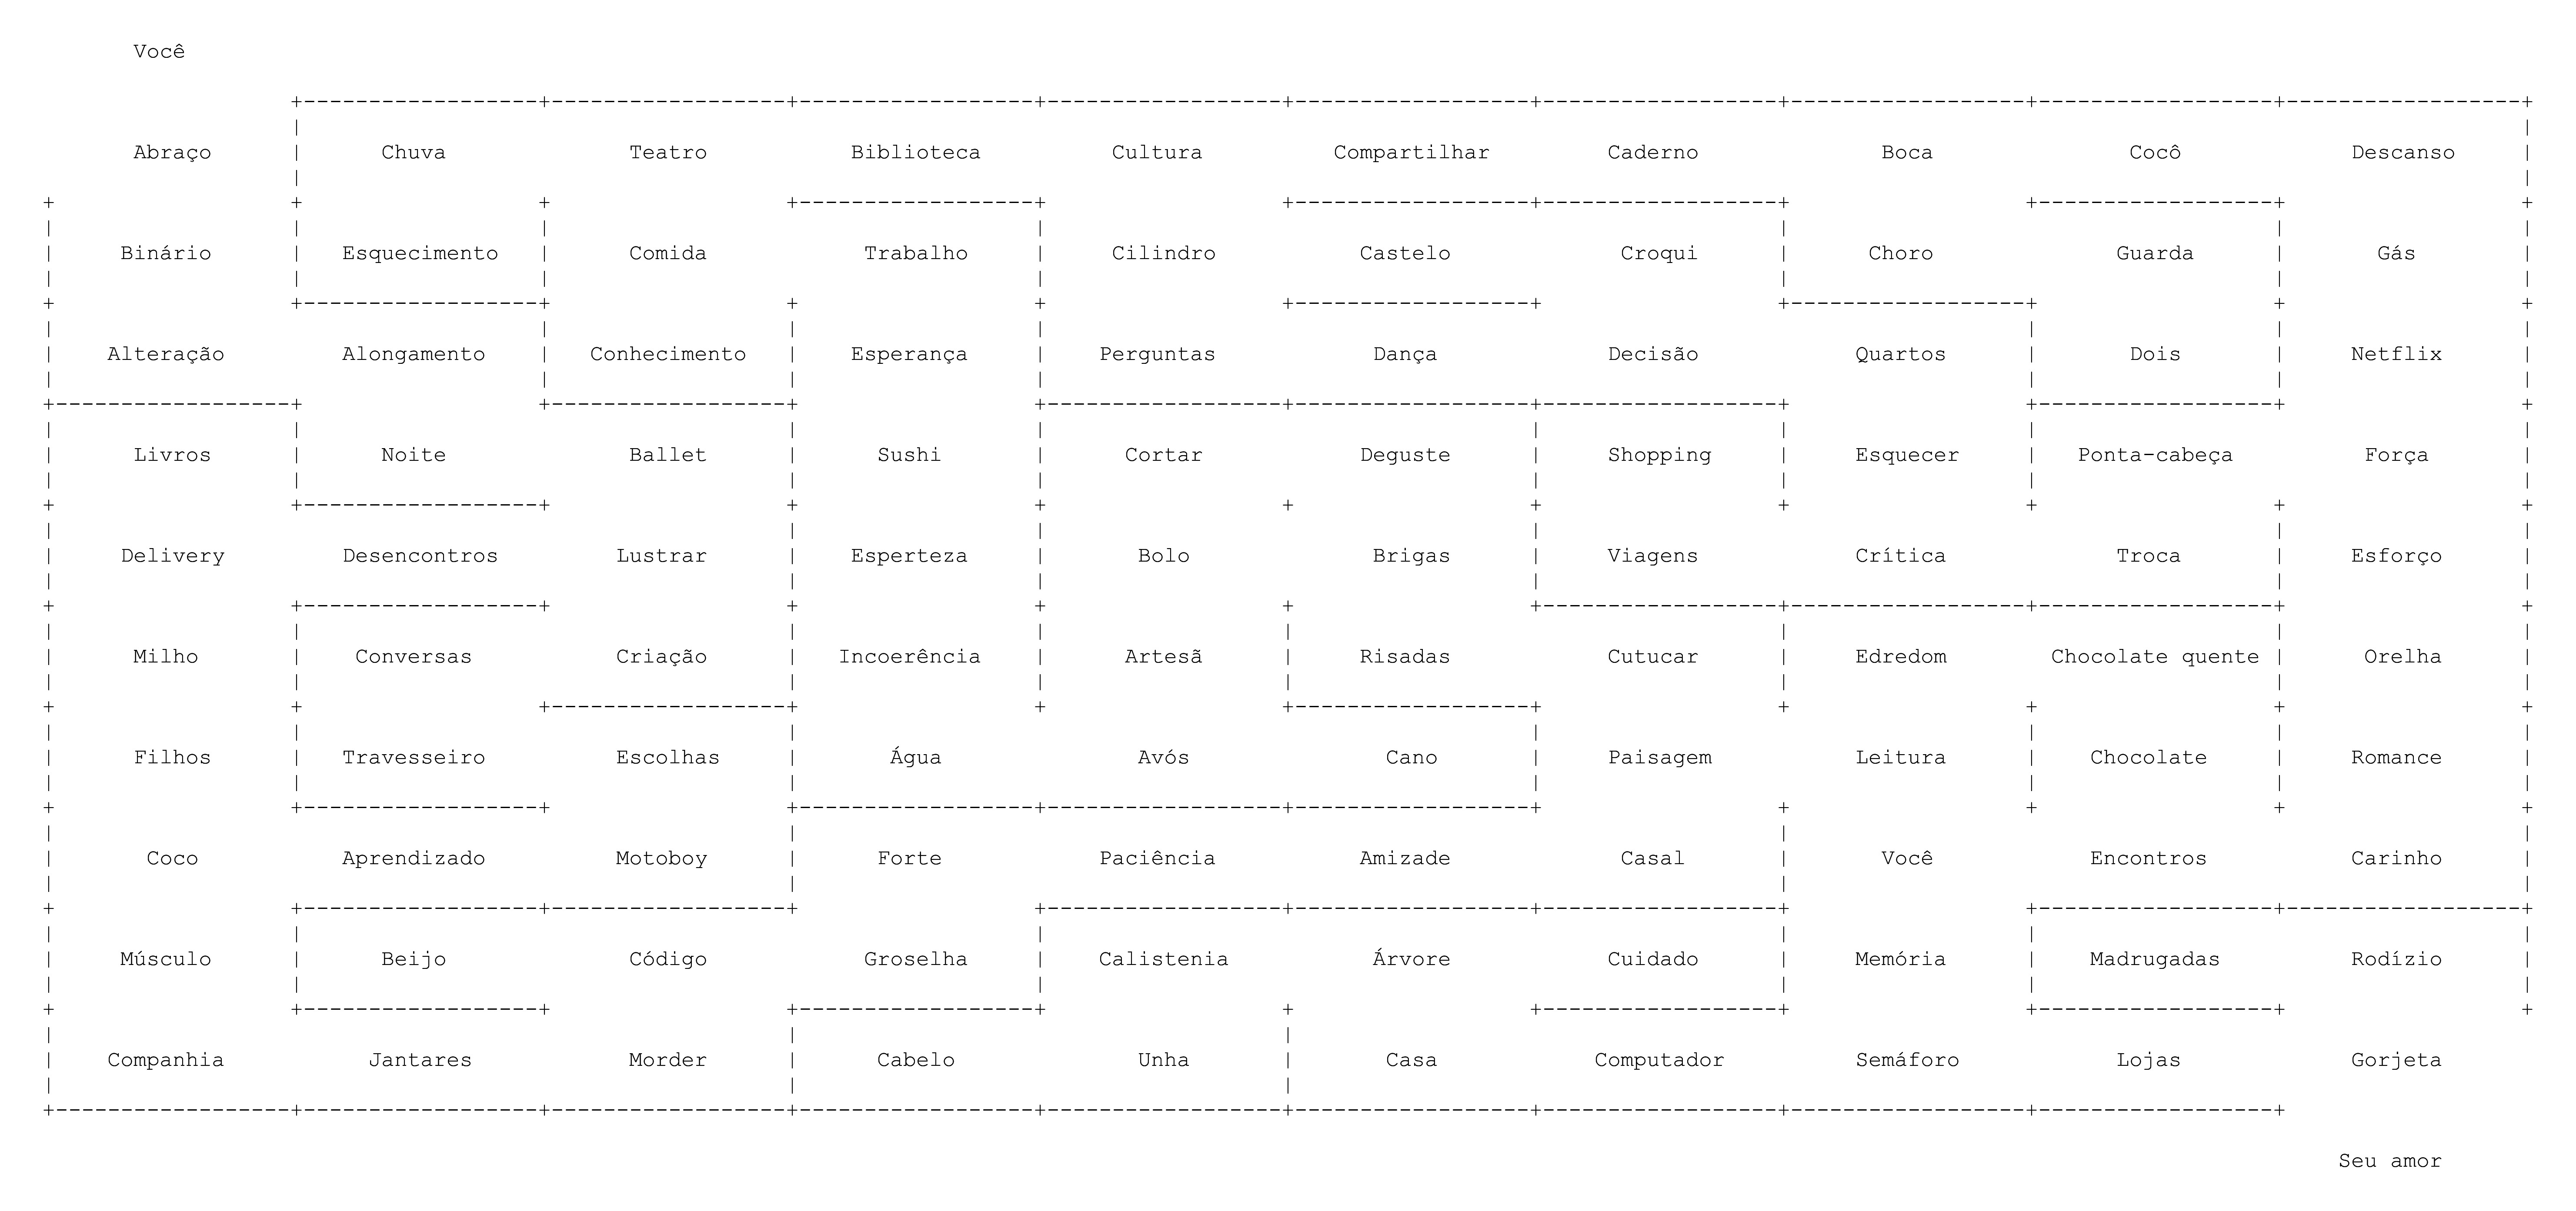 Você
Abraço Chuva Teatro Biblioteca Cultura Compartilhar Caderno Boca Cocô Descanso
Binário Esquecimento Comida Trabalho Cilindro Castelo Croqui Choro Guarda Gás
Alteração Alongamento Conhecimento Esperança Perguntas Dança Decisão Quartos Dois Netflix
Livros Noite Ballet Sushi Cortar Deguste Shopping Esquecer Ponta-cabeça Força
Delivery Desencontros Lustrar Esperteza Bolo Brigas Viagens Crítica Troca Esforço
Milho Conversas Criação Incoerência Artesã Risadas Cutucar Edredom Chocolate quente Orelha
Filhos Travesseiro Escolhas Água Avós Cano Paisagem Leitura Chocolate Romance
Coco Aprendizado Motoboy Forte Paciência Amizade Casal Você Encontros Carinho
Músculo Beijo Código Groselha Calistenia Árvore Cuidado Memória Madrugadas Rodízio
Companhia Jantares Morder Cabelo Unha Casa Computador Semáforo Lojas Gorjeta
Seu amor